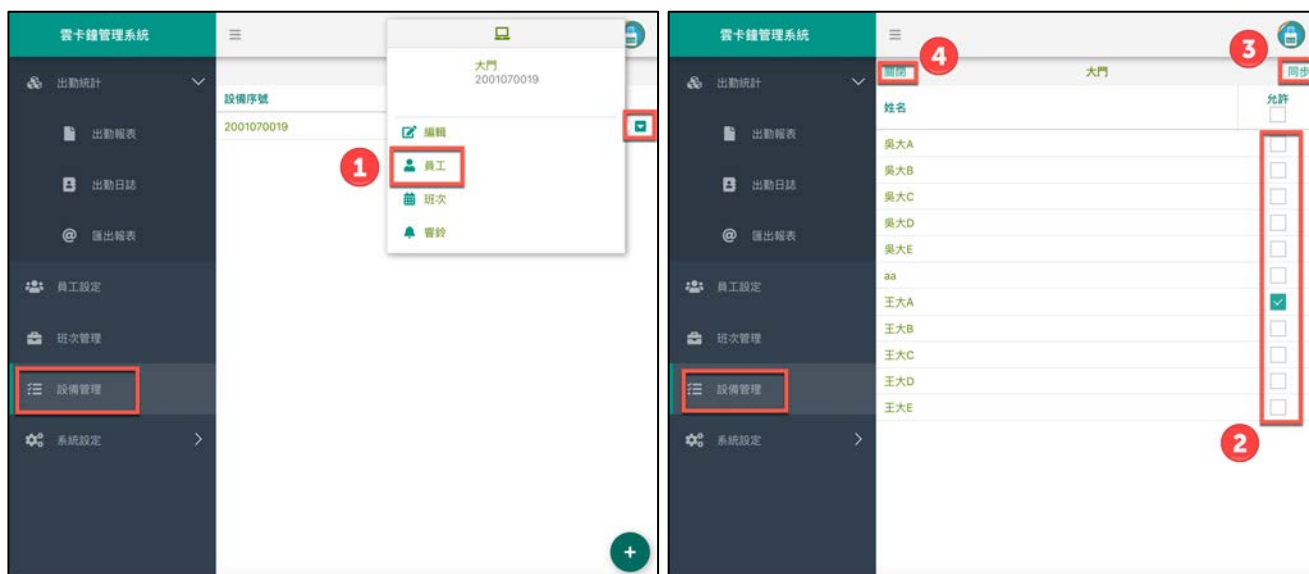 雲卡鐘管理系統
出勤統計
出勤報表
出勤日誌
匯出報表
員工設定
班次管理
設備管理
系統設定
設備序號
2001070019
大門
2001070019
編輯
1
員工
班次
響鈴
+
雲卡鐘管理系統
出勤統計
出勤報表
出勤日誌
匯出報表
員工設定
班次管理
設備管理
系統設定
3
4
關閉
大門
同步
姓名
允許
吳大A
吳大B
吳大C
吳大D
吳大E
aa
王大A
王大B
王大C
王大D
王大E
2